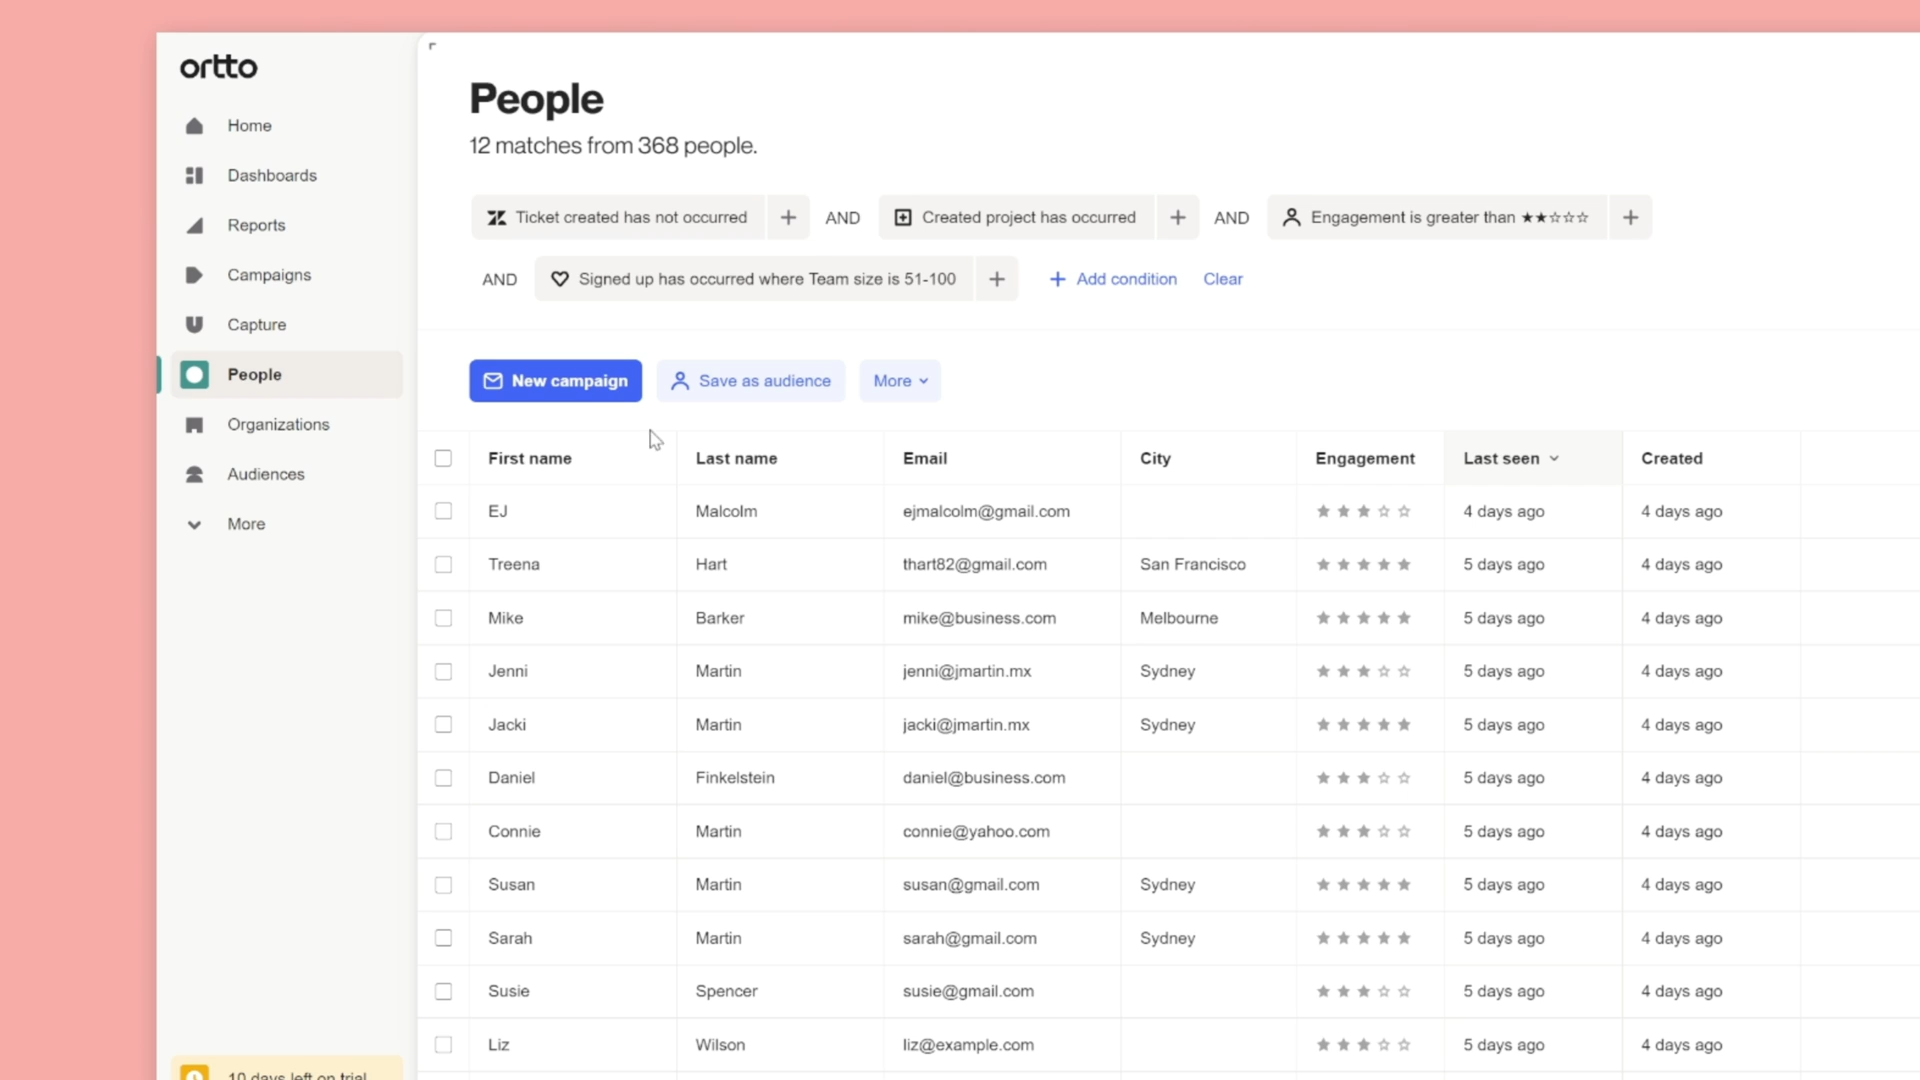 ortto
Home
Dashboards
Reports
Campaigns
Capture
People
Organizations
Audiences
More
10 days left on trial
People
12 matches from 368 people.
Ticket created has not occurred + AND Created project has occurred + AND Engagement is greater than ★★☆☆☆ +
AND Signed up has occurred where Team size is 51-100 + + Add condition Clear
New campaign Save as audience More
First name Last name Email City Engagement Last seen Created
EJ Malcolm ejmalcolm@gmail.com ★★★☆☆ 4 days ago 4 days ago
Treena Hart thart82@gmail.com San Francisco ★★★★★ 5 days ago 4 days ago
Mike Barker mike@business.com Melbourne ★★★★★ 5 days ago 4 days ago
Jenni Martin jenni@jmartin.mx Sydney ★★★☆☆ 5 days ago 4 days ago
Jacki Martin jacki@jmartin.mx Sydney ★★★★★ 5 days ago 4 days ago
Daniel Finkelstein daniel@business.com ★★★☆☆ 5 days ago 4 days ago
Connie Martin connie@yahoo.com ★★★☆☆ 5 days ago 4 days ago
Susan Martin susan@gmail.com Sydney ★★★★★ 5 days ago 4 days ago
Sarah Martin sarah@gmail.com Sydney ★★★★★ 5 days ago 4 days ago
Susie Spencer susie@gmail.com ★★★☆☆ 5 days ago 4 days ago
Liz Wilson liz@example.com ★★★☆☆ 5 days ago 4 days ago